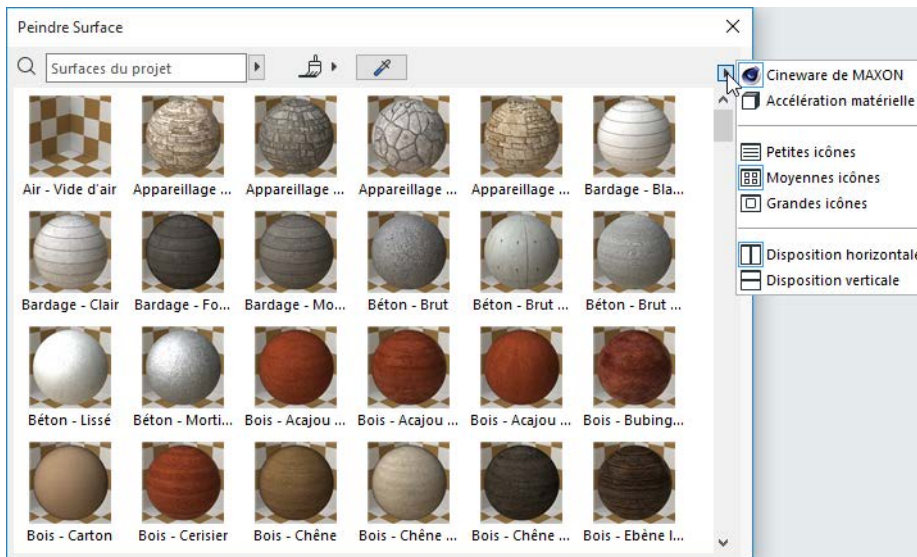 Peindre Surface
Surfaces du projet
Cineware de MAXON
Accélération matérielle
Petites icônes
Moyennes icônes
Grandes icônes
Disposition horizontale
Disposition verticale
Air - Vide d'air Appareillage ... Appareillage ... Appareillage ... Appareillage ... Bardage - Bla...
Bardage - Clair Bardage - Fo... Bardage - Mo... Béton - Brut Béton - Brut ... Béton - Brut ...
Béton - Lissé Béton - Morti... Bois - Acajou ... Bois - Acajou ... Bois - Acajou ... Bois - Bubing...
Bois - Carton Bois - Cerisier Bois - Chêne Bois - Chêne ... Bois - Chêne ... Bois - Ebène l...